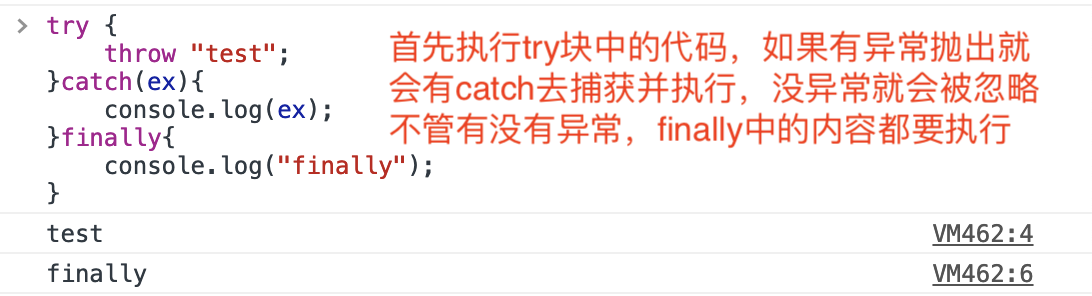 > try {
throw "test";
}catch(ex){
console.log(ex);
}finally{
console.log("finally");
}
首先执行try块中的代码，如果有异常抛出就
会有catch去捕获并执行，没异常就会被忽略
不管有没有异常，finally中的内容都要执行
test VM462:4
finally VM462:6